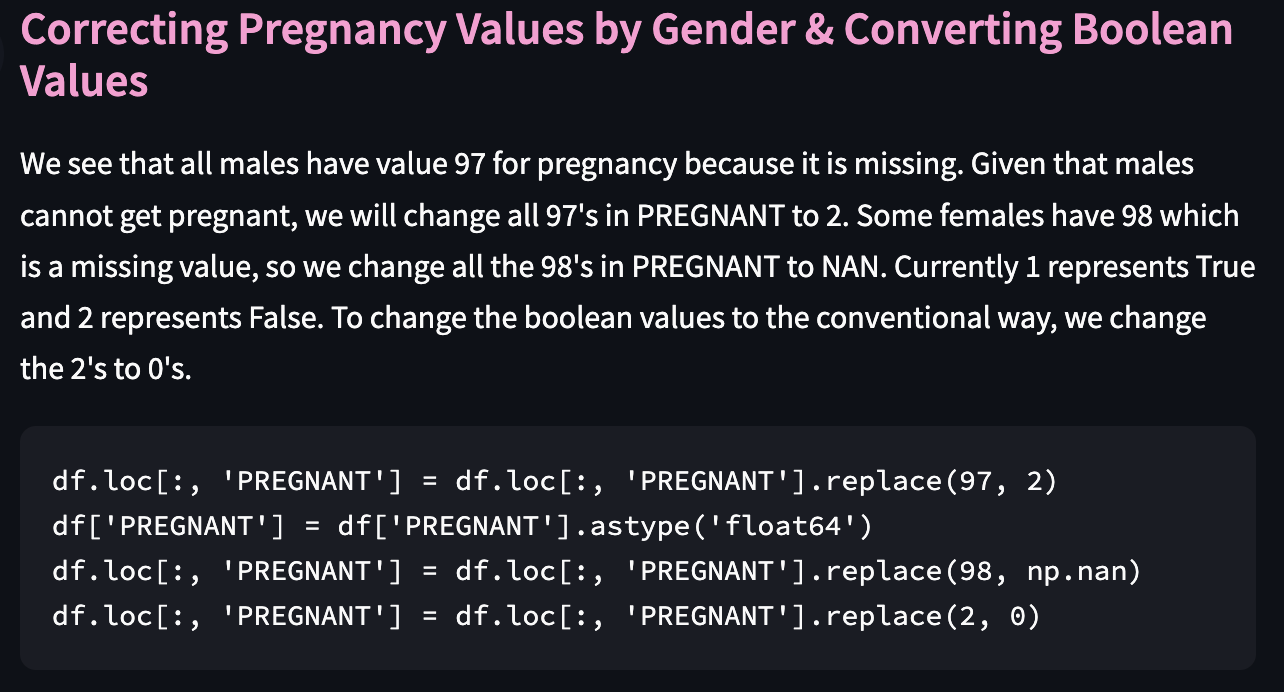 Correcting Pregnancy Values by Gender & Converting Boolean
Values
We see that all males have value 97 for pregnancy because it is missing. Given that males
cannot get pregnant, we will change all 97's in PREGNANT to 2. Some females have 98 which
is a missing value, so we change all the 98's in PREGNANT to NAN. Currently 1 represents True
and 2 represents False. To change the boolean values to the conventional way, we change
the 2's to 0's.
df.loc[:, 'PREGNANT'] = df.loc[:, 'PREGNANT'].replace(97, 2)
df['PREGNANT'] = df['PREGNANT'].astype('float64')
df.loc[:, 'PREGNANT'] = df.loc[:, 'PREGNANT'].replace(98, np.nan)
df.loc[:, 'PREGNANT'] = df.loc[:, 'PREGNANT'].replace(2, 0)